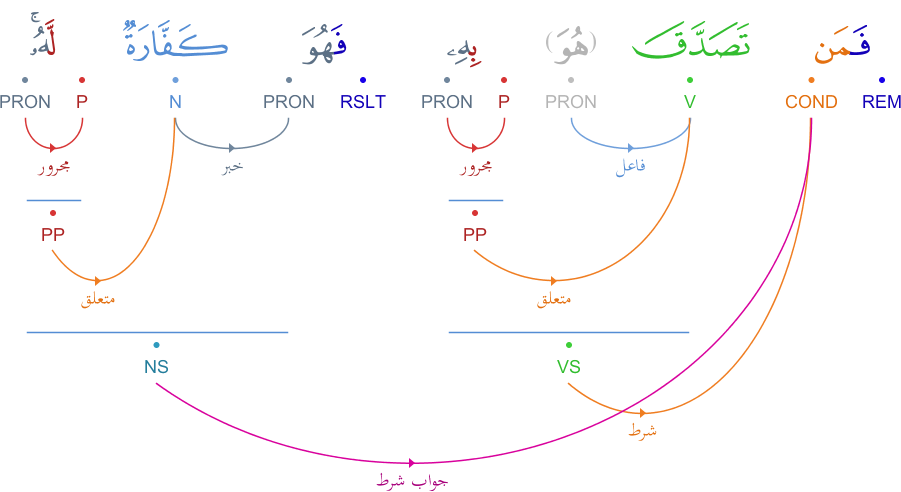 فَمَن تَصَدَّقَ (هُوَ) بِهِۦ فَهُوَ كَفَّارَةٌ لَّهُۥ ۚ
REM COND V PRON P PRON RSLT PRON N P PRON
فاعل مجرور خبر مجرور
PP PP
متعلق متعلق
VS NS
شرط
جواب شرط